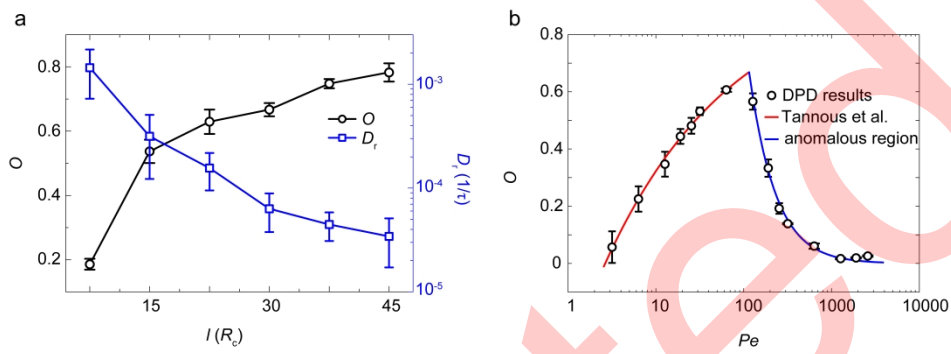 a
b
0.8
0.6
0.4
0.2
O
15
30
45
l (Rc)
10-3
10-4
10-5
Dr (1/τ)
O
Dr
0.8
0.6
0.4
0.2
0
O
1
10
100
1000
10000
Pe
DPD results
Tannous et al.
anomalous region